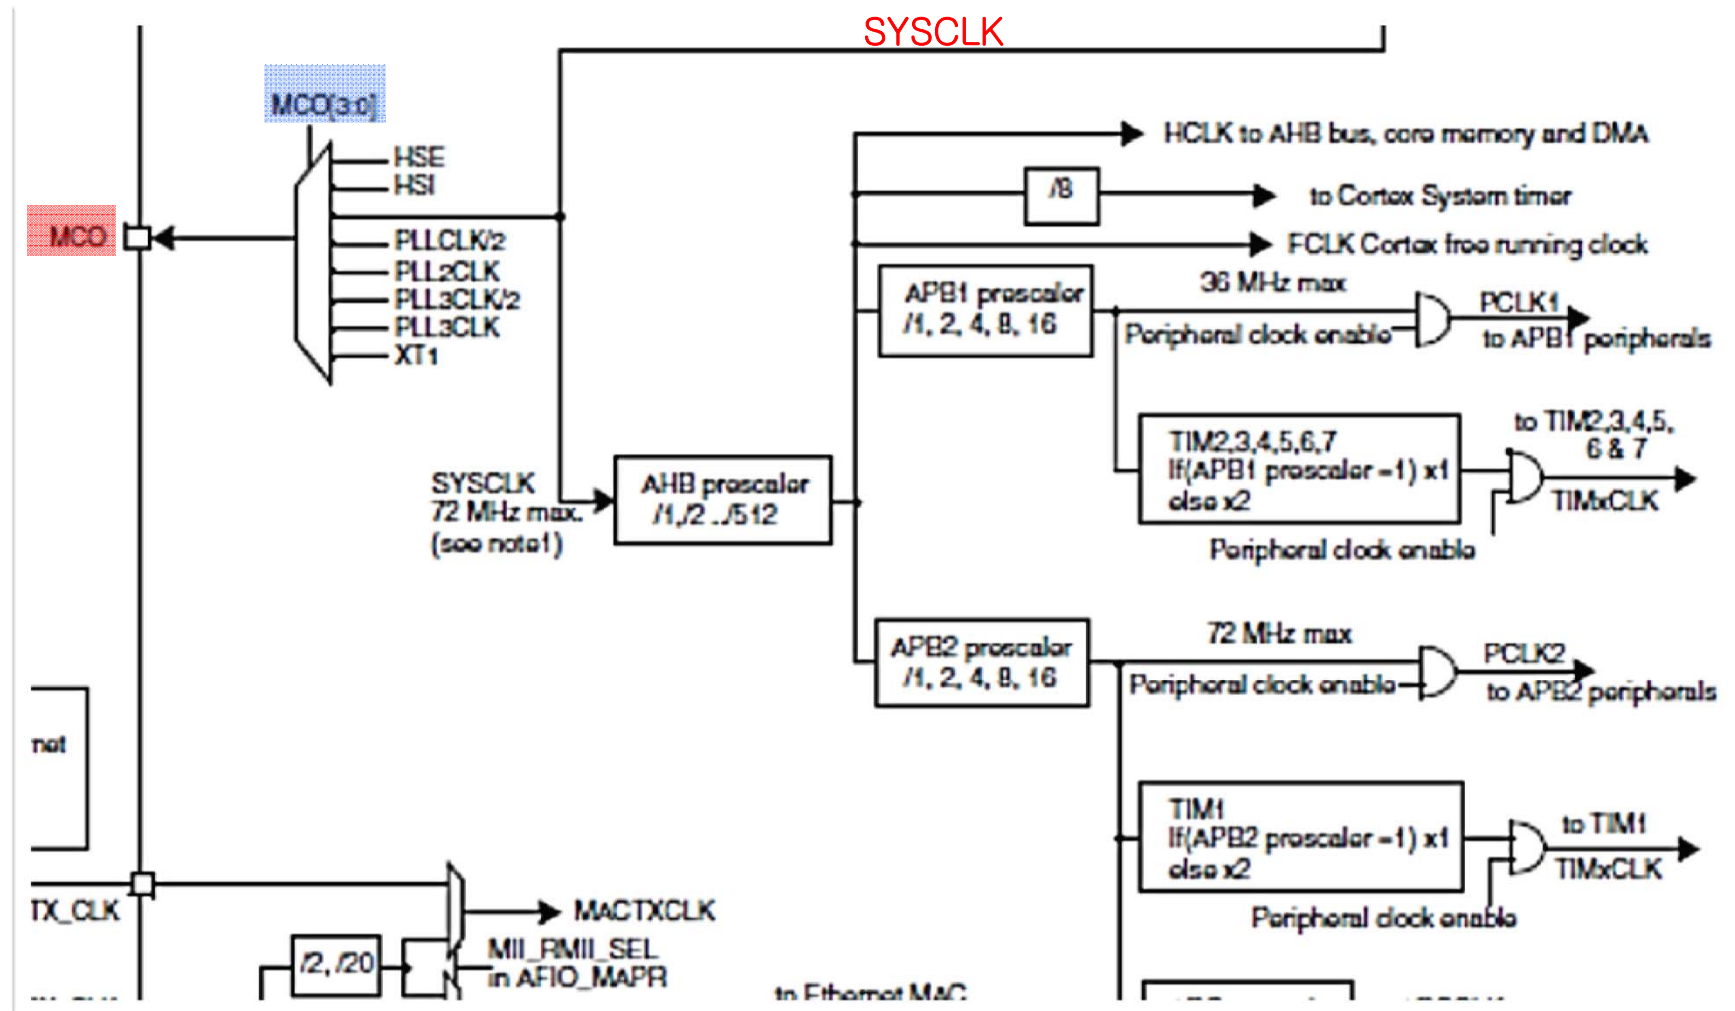 SYSCLK
MCO[3:0]
HSE
HSI
MCO
PLLCLK/2
PLL2CLK
PLL3CLK/2
PLL3CLK
XT1
HCLK to AHB bus, core memory and DMA
/8
to Cortex System timer
FCLK Cortex free running clock
APB1 prescaler
/1, 2, 4, 8, 16
36 MHz max
Peripheral clock enable
PCLK1
to APB1 peripherals
TIM2,3,4,5,6,7
If(APB1 prescaler =1) x1
else x2
to TIM2,3,4,5,
6 & 7
TIMxCLK
Peripheral clock enable
SYSCLK
72 MHz max.
(see note1)
AHB prescaler
/1,/2 ../512
APB2 prescaler
/1, 2, 4, 8, 16
72 MHz max
Peripheral clock enable
PCLK2
to APB2 peripherals
net
TIM1
If(APB2 prescaler =1) x1
else x2
to TIM1
TIMxCLK
Peripheral clock enable
TX_CLK
MACTXCLK
/2, /20
MII_RMII_SEL
in AFIO_MAPR
to Ethernet MAC